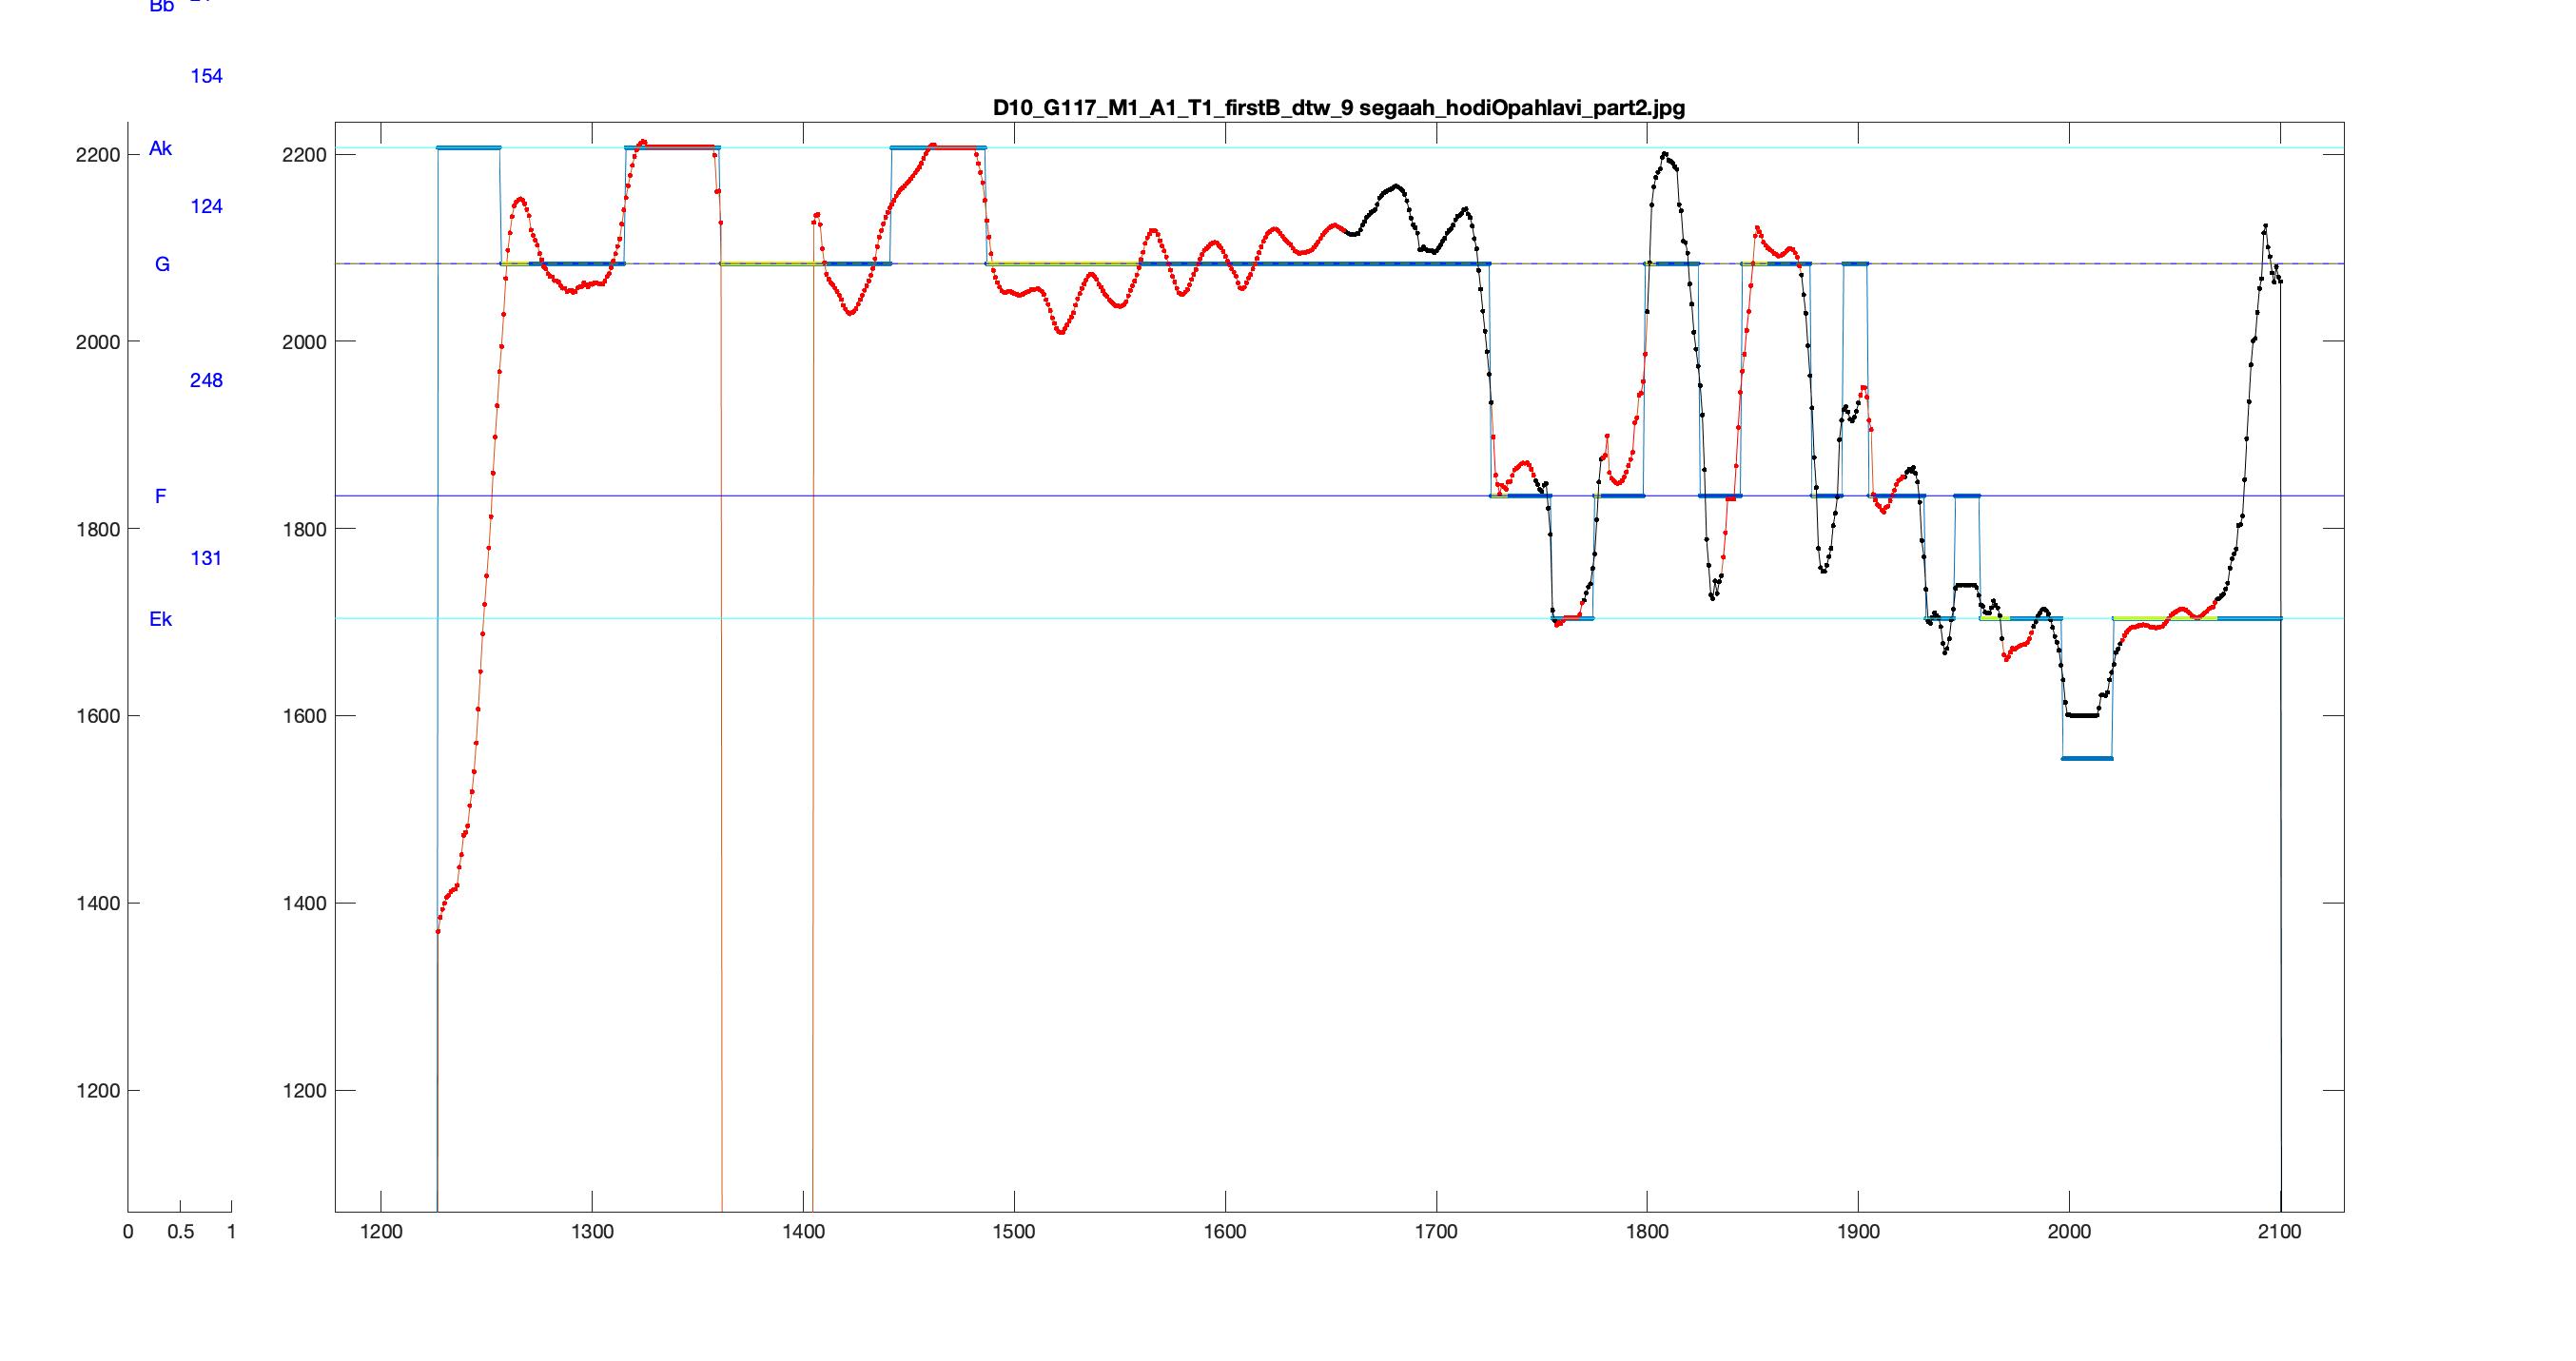 Bb
154
D10_G117_M1_A1_T1_firstB_dtw_9 segaah_hodiOpahlavi_part2.jpg
2200 Ak 2200
124
G
2000 2000
248
F
1800 1800
131
Ek
1600 1600
1400 1400
1200 1200
0 0.5 1 1200 1300 1400 1500 1600 1700 1800 1900 2000 2100